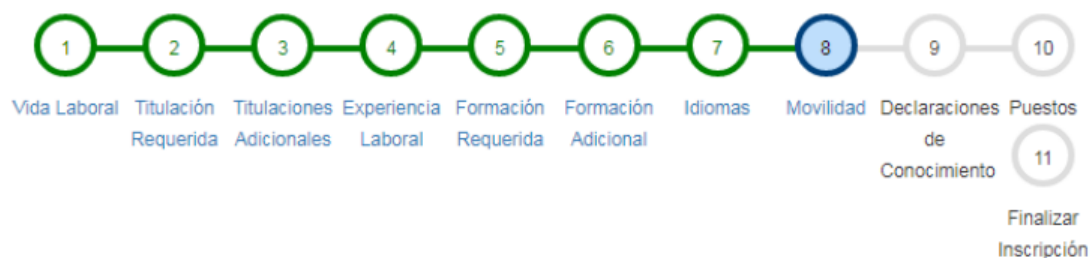 1 2 3 4 5 6 7 8 9 10
Vida Laboral Titulación Titulaciones Experiencia Formación Formación Idiomas Movilidad Declaraciones Puestos
Requerida Adicionales Laboral Requerida Adicional de
11
Conocimiento
Finalizar
Inscripción